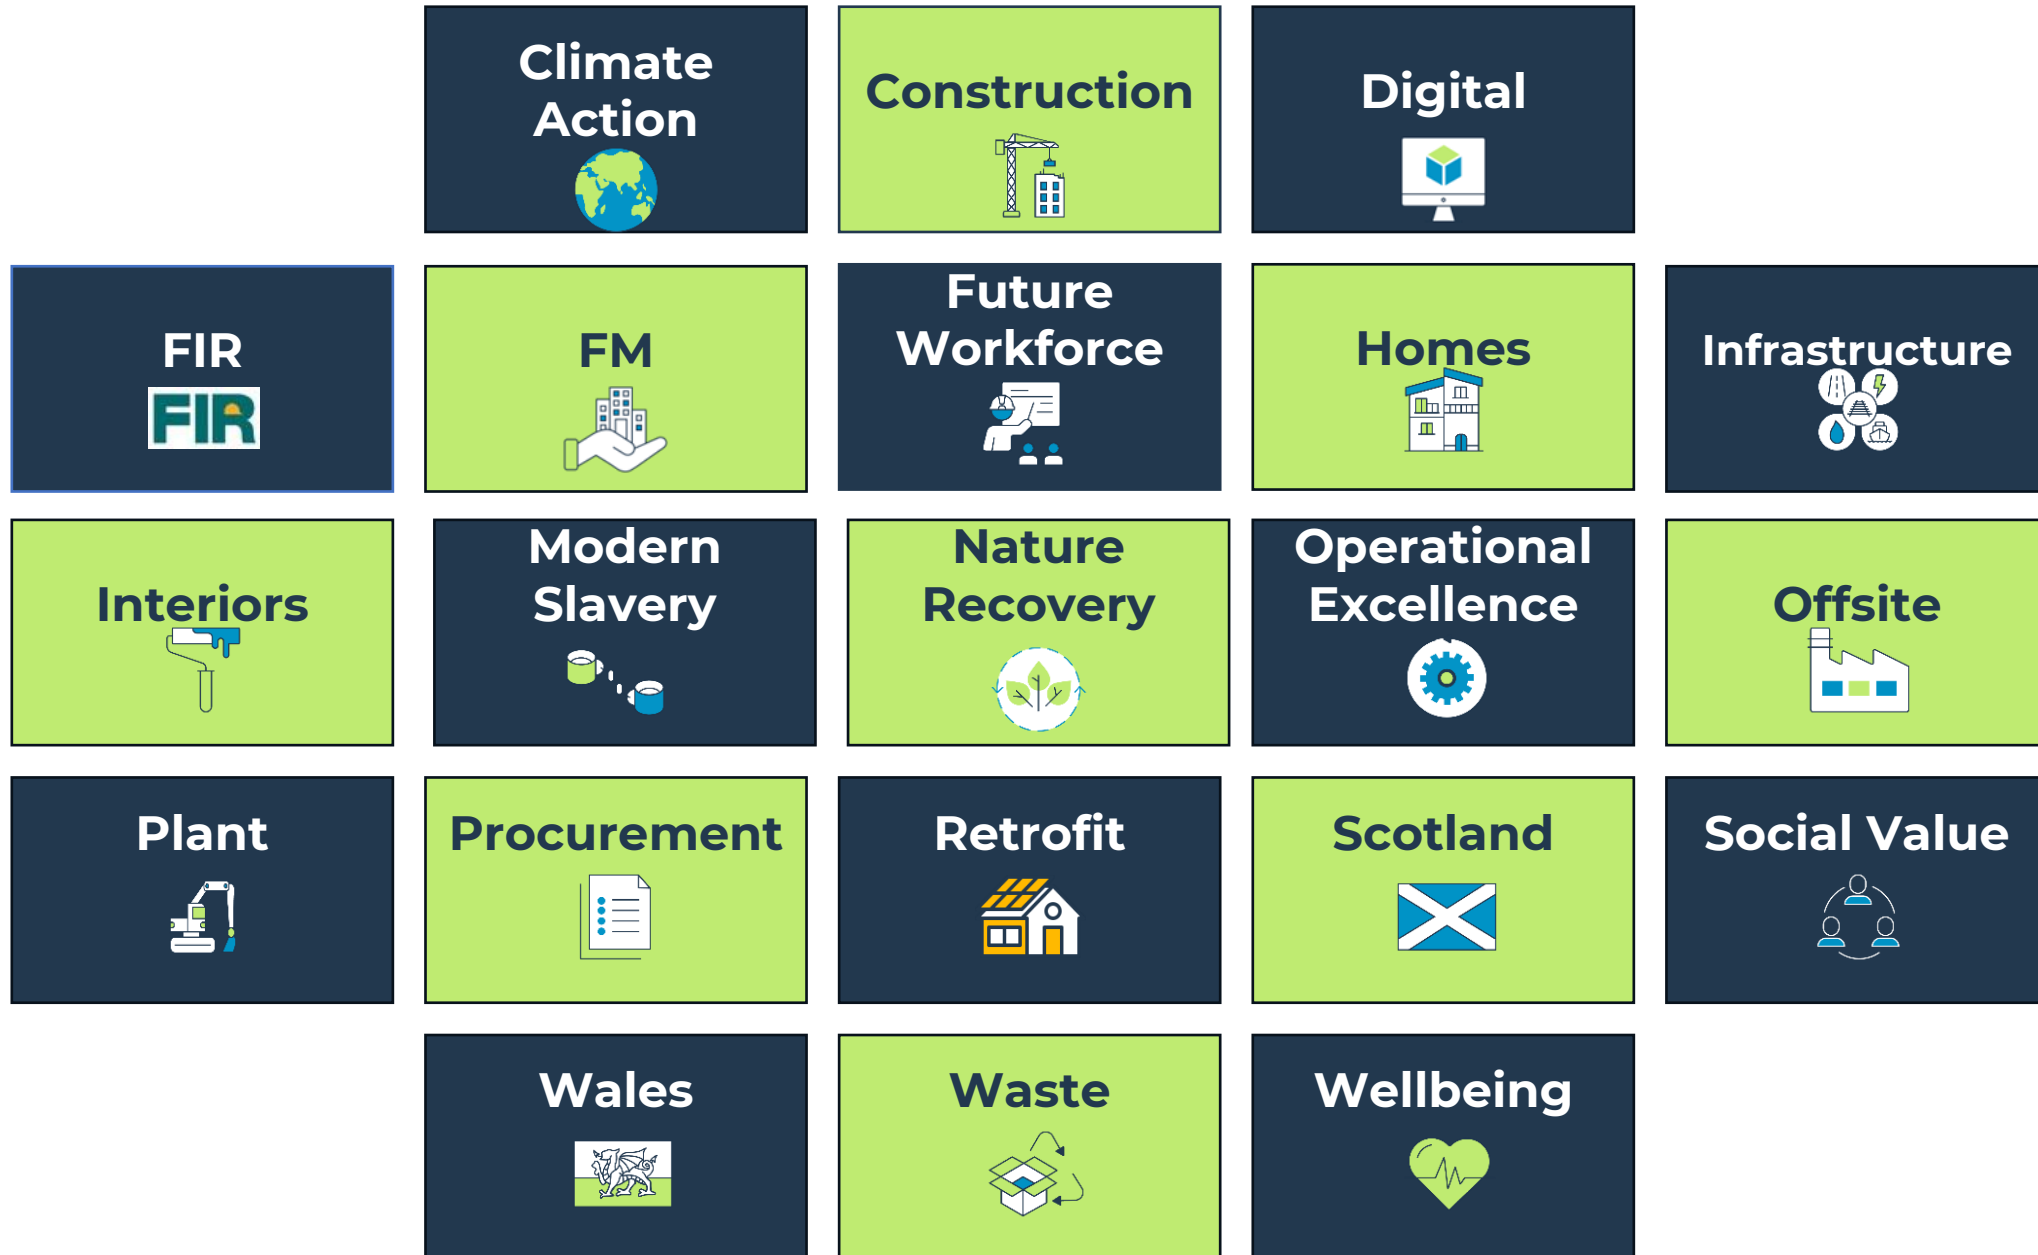 Climate
Action
Construction
Digital
FIR
FIR
FM
Future
Workforce
Homes
Infrastructure
Interiors
Modern
Slavery
Nature
Recovery
Operational
Excellence
Offsite
Plant
Procurement
Retrofit
Scotland
Social Value
Wales
Waste
Wellbeing